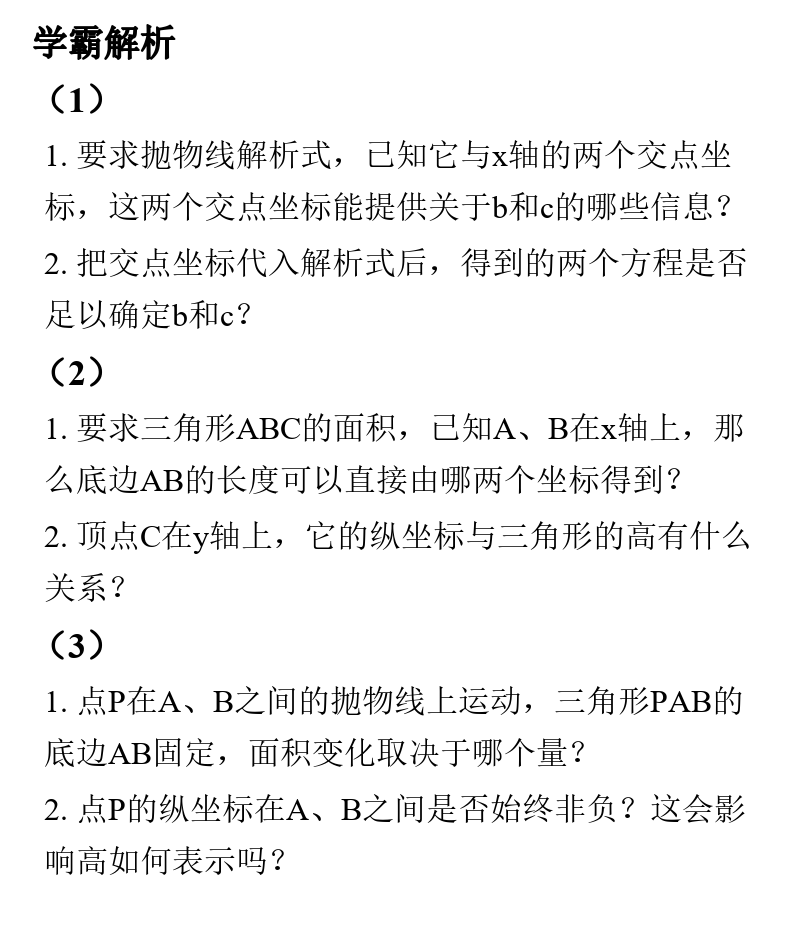 学霸解析
（1）
1. 要求抛物线解析式，已知它与x轴的两个交点坐
标，这两个交点坐标能提供关于b和c的哪些信息？
2. 把交点坐标代入解析式后，得到的两个方程是否
足以确定b和c？
（2）
1. 要求三角形ABC的面积，已知A、B在x轴上，那
么底边AB的长度可以直接由哪两个坐标得到？
2. 顶点C在y轴上，它的纵坐标与三角形的高有什么
关系？
（3）
1. 点P在A、B之间的抛物线上运动，三角形PAB的
底边AB固定，面积变化取决于哪个量？
2. 点P的纵坐标在A、B之间是否始终非负？这会影
响高如何表示吗？